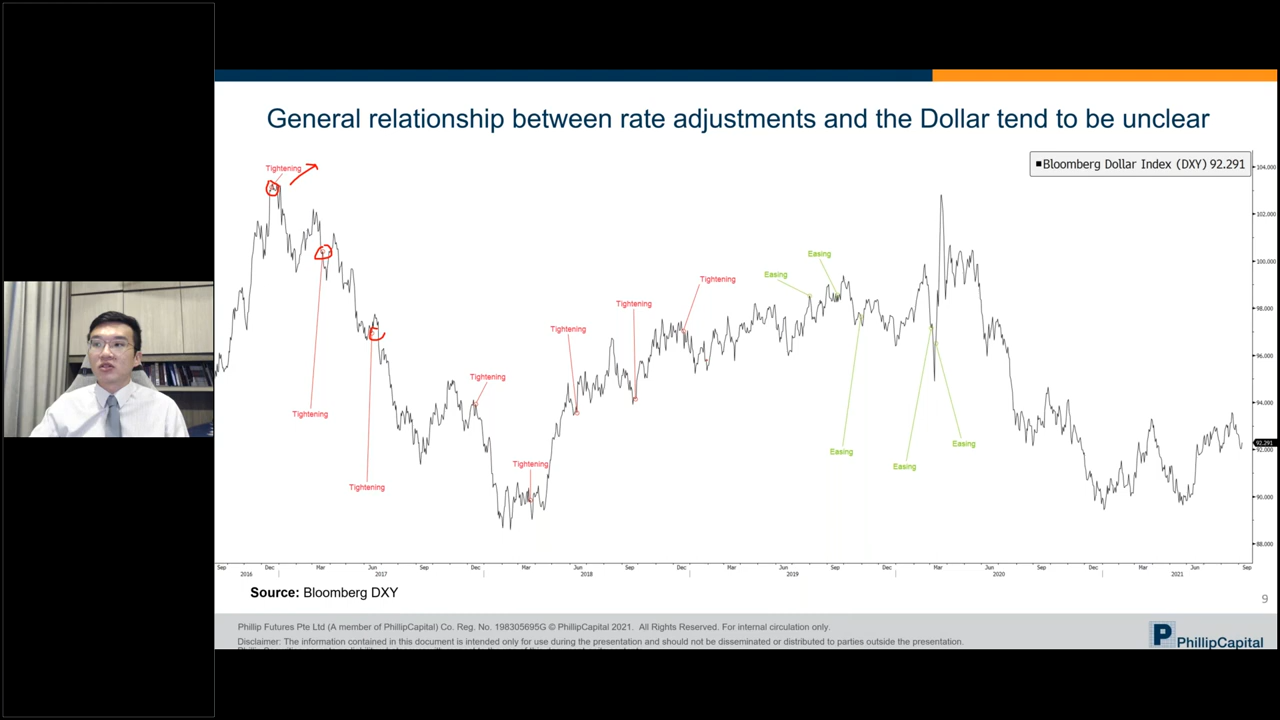 General relationship between rate adjustments and the Dollar tend to be unclear
Bloomberg Dollar Index (DXY) 92.291
Tightening
104.000
102.000
100.000
98.000
96.000
94.000
92.291
92.000
90.000
88.000
Easing
Easing
Tightening
Tightening
Tightening
Tightening
Tightening
Easing
Easing
Easing
Tightening
Tightening
Sep Dec Mar Jun Sep Dec Mar Jun Sep Dec Mar Jun Sep Dec Mar Jun Sep Dec Mar Jun Sep
2016 2017 2018 2019 2020 2021
Source: Bloomberg DXY
9
Phillip Futures Pte Ltd (A member of PhillipCapital) Co. Reg. No. 198305695G © PhillipCapital 2021. All Rights Reserved. For internal circulation only.
Disclaimer: The information contained in this document is intended only for use during the presentation and should not be disseminated or distributed to parties outside the presentation.
PhillipCapital